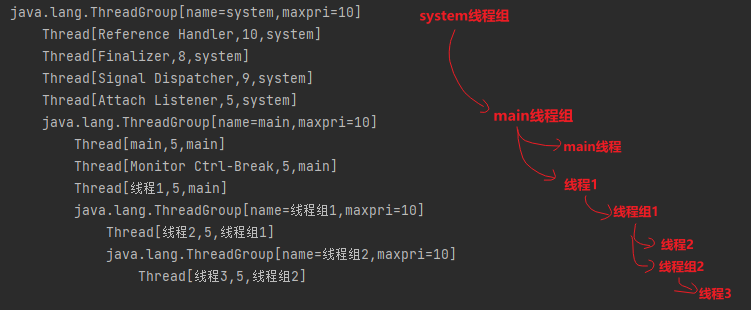 java.lang.ThreadGroup[name=system,maxpri=10]
Thread[Reference Handler,10,system]
Thread[Finalizer,8,system]
Thread[Signal Dispatcher,9,system]
Thread[Attach Listener,5,system]
java.lang.ThreadGroup[name=main,maxpri=10]
Thread[main,5,main]
Thread[Monitor Ctrl-Break,5,main]
Thread[线程1,5,main]
java.lang.ThreadGroup[name=线程组1,maxpri=10]
Thread[线程2,5,线程组1]
java.lang.ThreadGroup[name=线程组2,maxpri=10]
Thread[线程3,5,线程组2]
system线程组
main线程组
main线程
线程1
线程组1
线程2
线程组2
线程3